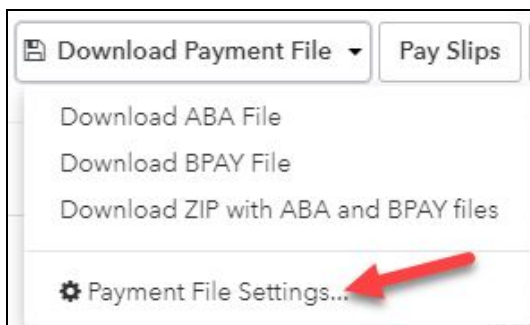 Download Payment File Pay Slips
Download ABA File
Download BPAY File
Download ZIP with ABA and BPAY files
Payment File Settings...